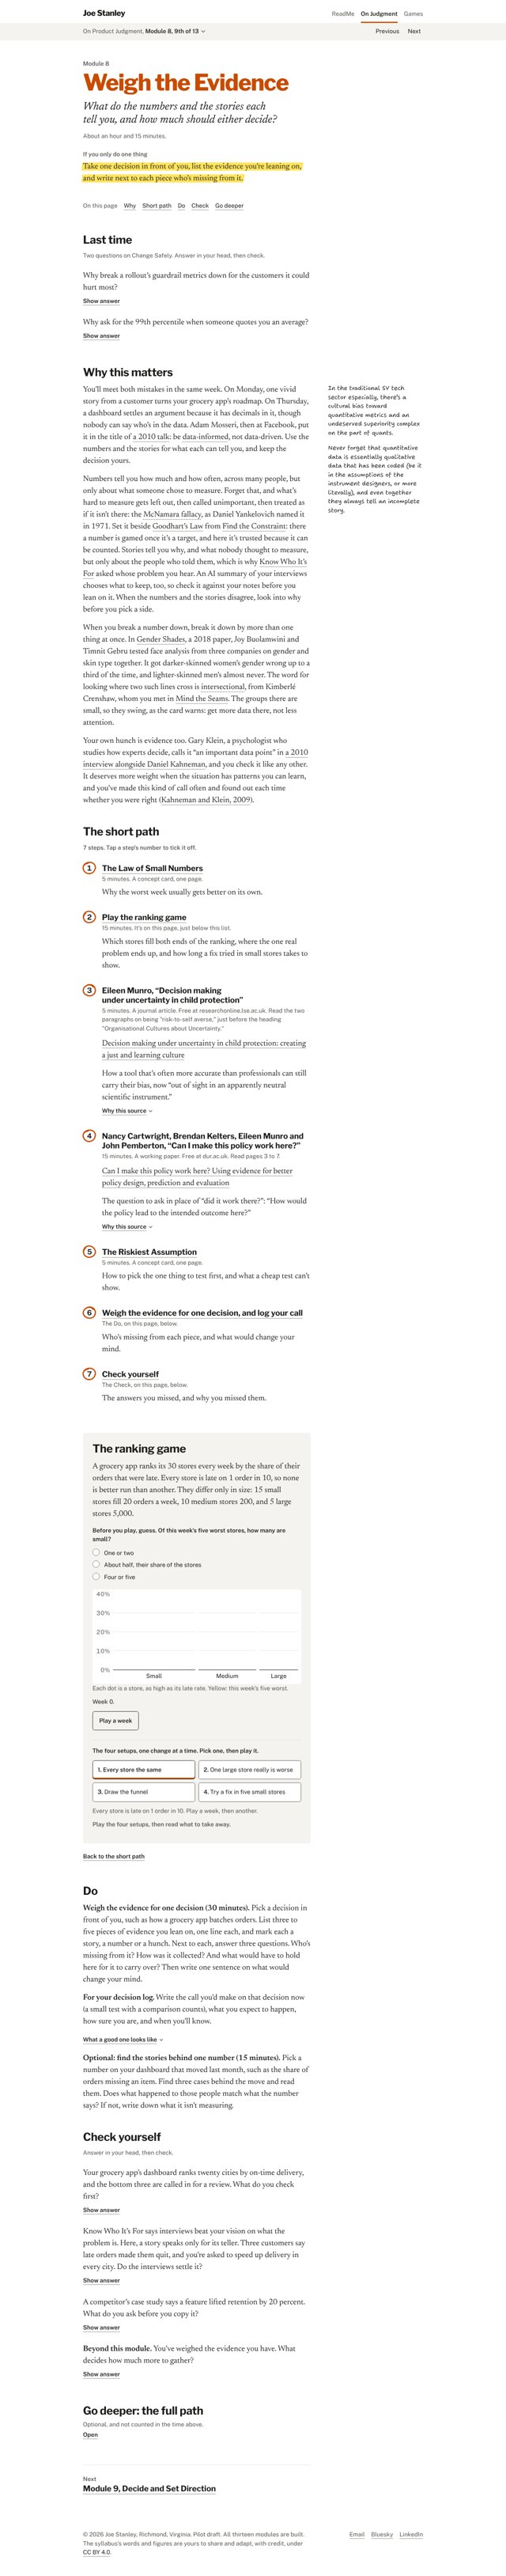 Joe Stanley
ReadMe On Judgment Games
On Product Judgment, Module 8, 9th of 13
Previous Next
Module 8
Weigh the Evidence
What do the numbers and the stories each
tell you, and how much should either decide?
About an hour and 15 minutes.
If you only do one thing
Take one decision in front of you, list the evidence you're leaning on,
and write next to each piece who's missing from it.
On this page Why Short path Do Check Go deeper
Last time
Two questions on Change Safely. Answer in your head, then check.
Why break a rollout's guardrail metrics down for the customers it could
hurt most?
Show answer
Why ask for the 99th percentile when someone quotes you an average?
Show answer
Why this matters
You'll meet both mistakes in the same week. On Monday, one vivid
story from a customer turns your grocery app's roadmap. On Thursday,
a dashboard settles an argument because it has decimals in it, though
nobody can say who's in the data. Adam Mosseri, then at Facebook, put
it in the title of a 2010 talk: be data-informed, not data-driven. Use the
numbers and the stories for what each can tell you, and keep the
decision yours.
In the traditional SV tech
sector especially, there's a
cultural bias toward
quantitative metrics and an
undeserved superiority complex
on the part of quants.
Never forget that quantitative
data is essentially qualitative
data that has been coded (be it
in the assumptions of the
instrument designers, or more
literally), and even together
they always tell an incomplete
story.
Numbers tell you how much and how often, across many people, but
only about what someone chose to measure. Forget that, and what's
hard to measure gets left out, then called unimportant, then treated as
if it isn't there: the McNamara fallacy, as Daniel Yankelovich named it
in 1971. Set it beside Goodhart's Law from Find the Constraint: there
a number is gamed once it's a target, and here it's trusted because it can
be counted. Stories tell you why, and what nobody thought to measure,
but only about the people who told them, which is why Know Who It's
For asked whose problem you hear. An AI summary of your interviews
chooses what to keep, too, so check it against your notes before you
lean on it. When the numbers and the stories disagree, look into why
before you pick a side.
When you break a number down, break it down by more than one
thing at once. In Gender Shades, a 2018 paper, Joy Buolamwini and
Timnit Gebru tested face analysis from three companies on gender and
skin type together. It got darker-skinned women's gender wrong up to a
third of the time, and lighter-skinned men's almost never. The word for
looking where two such lines cross is intersectional, from Kimberlé
Crenshaw, whom you met in Mind the Seams. The groups there are
small, so they swing, as the card warns: get more data there, not less
attention.
Your own hunch is evidence too. Gary Klein, a psychologist who
studies how experts decide, calls it "an important data point" in a 2010
interview alongside Daniel Kahneman, and you check it like any other.
It deserves more weight when the situation has patterns you can learn,
and you've made this kind of call often and found out each time
whether you were right (Kahneman and Klein, 2009).
The short path
7 steps. Tap a step's number to tick it off.
1 The Law of Small Numbers
5 minutes. A concept card, one page.
Why the worst week usually gets better on its own.
2 Play the ranking game
15 minutes. It's on this page, just below this list.
Which stores fill both ends of the ranking, where the one real
problem ends up, and how long a fix tried in small stores takes to
show.
3 Eileen Munro, "Decision making
under uncertainty in child protection"
5 minutes. A journal article. Free at researchonline.lse.ac.uk. Read the two
paragraphs on being "risk-to-self averse," just before the heading
"Organisational Cultures about Uncertainty."
Decision making under uncertainty in child protection: creating
a just and learning culture
How a tool that's often more accurate than professionals can still
carry their bias, now "out of sight in an apparently neutral
scientific instrument."
Why this source
4 Nancy Cartwright, Brendan Kelters, Eileen Munro and
John Pemberton, "Can I make this policy work here?"
15 minutes. A working paper. Free at dur.ac.uk. Read pages 3 to 7.
Can I make this policy work here? Using evidence for better
policy design, prediction and evaluation
The question to ask in place of "did it work there?": "How would
the policy lead to the intended outcome here?"
Why this source
5 The Riskiest Assumption
5 minutes. A concept card, one page.
How to pick the one thing to test first, and what a cheap test can't
show.
6 Weigh the evidence for one decision, and log your call
The Do, on this page, below.
Who's missing from each piece, and what would change your
mind.
7 Check yourself
The Check, on this page, below.
The answers you missed, and why you missed them.
The ranking game
A grocery app ranks its 30 stores every week by the share of their
orders that were late. Every store is late on 1 order in 10, so none
is better run than another. They differ only in size: 15 small
stores fill 20 orders a week, 10 medium stores 200, and 5 large
stores 5,000.
Before you play, guess. Of this week's five worst stores, how many are
small?
One or two
About half, their share of the stores
Four or five
40%
30%
20%
10%
0%
Small Medium Large
Each dot is a store, as high as its late rate. Yellow: this week's five worst.
Week 0.
Play a week
The four setups, one change at a time. Pick one, then play it.
1. Every store the same
2. One large store really is worse
3. Draw the funnel
4. Try a fix in five small stores
Every store is late on 1 order in 10. Play a week, then another.
Play the four setups, then read what to take away.
Back to the short path
Do
Weigh the evidence for one decision (30 minutes). Pick a decision in
front of you, such as how a grocery app batches orders. List three to
five pieces of evidence you lean on, one line each, and mark each a
story, a number or a hunch. Next to each, answer three questions. Who's
missing from it? How was it collected? And what would have to hold
here for it to carry over? Then write one sentence on what would
change your mind.
For your decision log. Write the call you'd make on that decision now
(a small test with a comparison counts), what you expect to happen,
how sure you are, and when you'll know.
What a good one looks like
Optional: find the stories behind one number (15 minutes). Pick a
number on your dashboard that moved last month, such as the share of
orders missing an item. Find three cases behind the move and read
them. Does what happened to those people match what the number
says? If not, write down what it isn't measuring.
Check yourself
Answer in your head, then check.
Your grocery app's dashboard ranks twenty cities by on-time delivery,
and the bottom three are called in for a review. What do you check
first?
Show answer
Know Who It's For says interviews beat your vision on what the
problem is. Here, a story speaks only for its teller. Three customers say
late orders made them quit, and you're asked to speed up delivery in
every city. Do the interviews settle it?
Show answer
A competitor's case study says a feature lifted retention by 20 percent.
What do you ask before you copy it?
Show answer
Beyond this module. You've weighed the evidence you have. What
decides how much more to gather?
Show answer
Go deeper: the full path
Optional, and not counted in the time above.
Open
Next
Module 9, Decide and Set Direction
© 2026 Joe Stanley, Richmond, Virginia. Pilot draft. All thirteen modules are built.
The syllabus's words and figures are yours to share and adapt, with credit, under
CC BY 4.0.
Email Bluesky LinkedIn